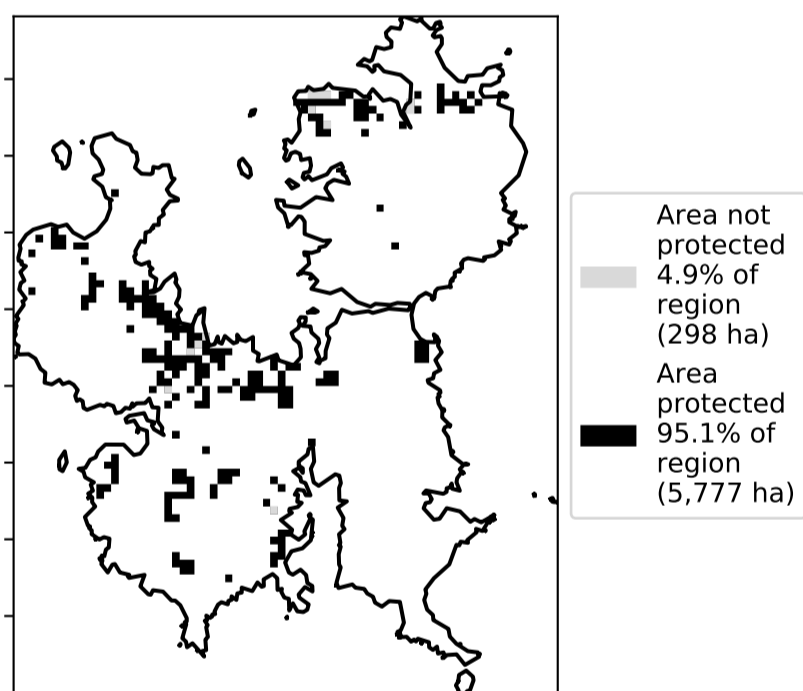 Area not
protected
4.9% of
region
(298 ha)
Area
protected
95.1% of
region
(5,777 ha)